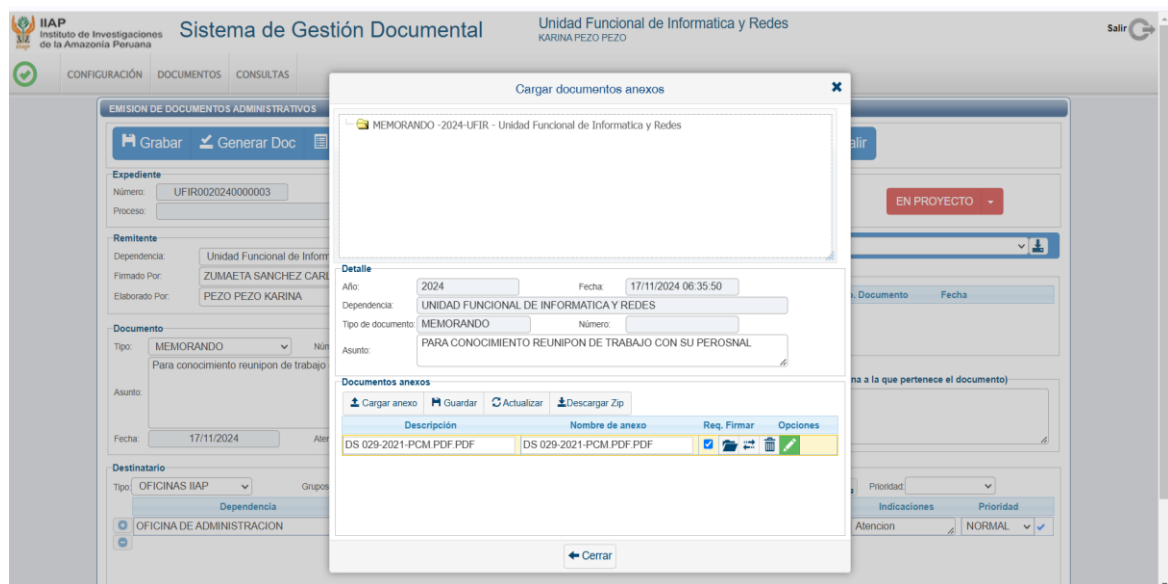 IIAP
Instituto de Investigaciones
de la Amazonía Peruana
Sistema de Gestión Documental
Unidad Funcional de Informatica y Redes
KARINA PEZO PEZO
Salir
CONFIGURACIÓN DOCUMENTOS CONSULTAS
EMISION DE DOCUMENTOS ADMINISTRATIVOS
Grabar Generar Doc
alir
Expediente
Número: UFIR0020240000003
Proceso:
EN PROYECTO
Remitente
Dependencia: Unidad Funcional de Inform
Firmado Por: ZUMAETA SANCHEZ CARL
Elaborado Por: PEZO PEZO KARINA
. Documento Fecha
Documento
Tipo: MEMORANDO Núm
Para conocimiento reunipon de trabajo
Asunto:
na a la que pertenece el documento)
Fecha: 17/11/2024 Aten
Destinatario
Tipo: OFICINAS IIAP Grupos
Prioridad:
Dependencia
Indicaciones Prioridad
OFICINA DE ADMINISTRACION
Atencion NORMAL
Cargar documentos anexos
MEMORANDO -2024-UFIR - Unidad Funcional de Informatica y Redes
Detalle
Año: 2024 Fecha: 17/11/2024 06:35:50
Dependencia: UNIDAD FUNCIONAL DE INFORMATICA Y REDES
Tipo de documento: MEMORANDO Número:
Asunto: PARA CONOCIMIENTO REUNIPON DE TRABAJO CON SU PEROSNAL
Documentos anexos
Cargar anexo Guardar Actualizar Descargar Zip
Descripción Nombre de anexo Req. Firmar Opciones
DS 029-2021-PCM.PDF.PDF DS 029-2021-PCM.PDF.PDF
Cerrar